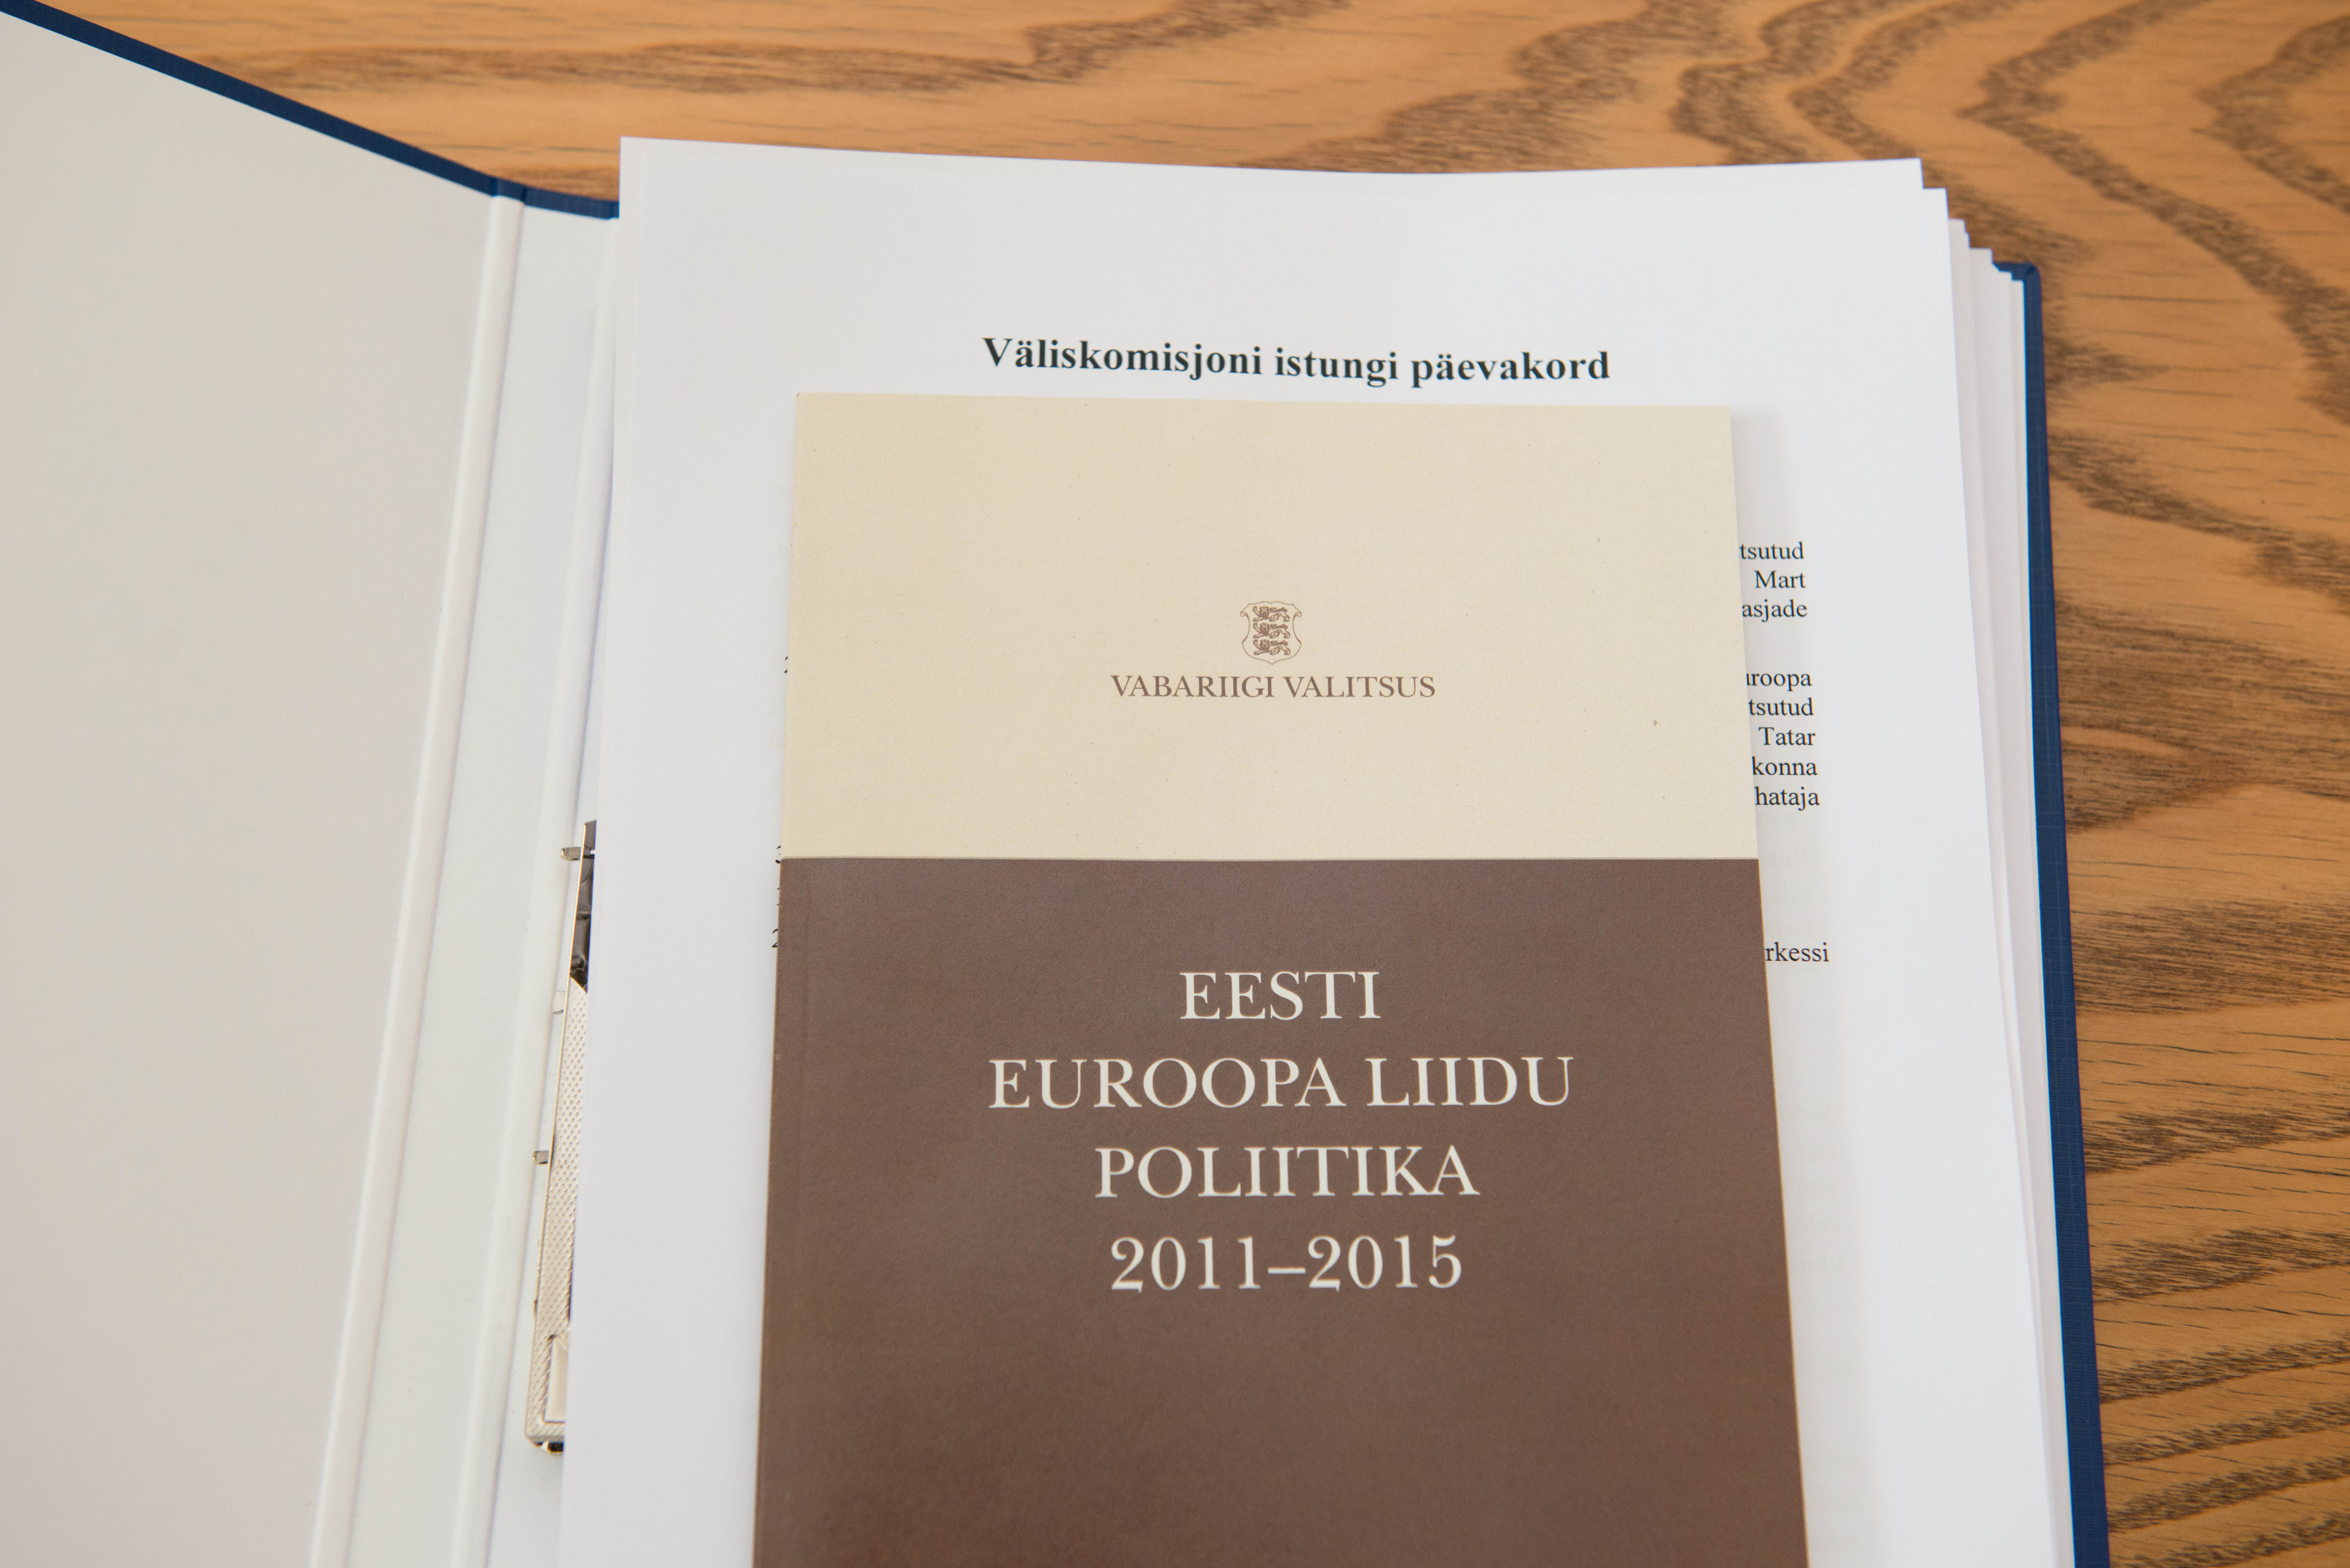 Väliskomisjoni istungi päevakord
VABARIIGI VALITSUS
EESTI
EUROOPA LIIDU
POLIITIKA
2011–2015
tsutud
Mart
asjade
uroopa
tsutud
Tatar
konna
hataja
rkessi